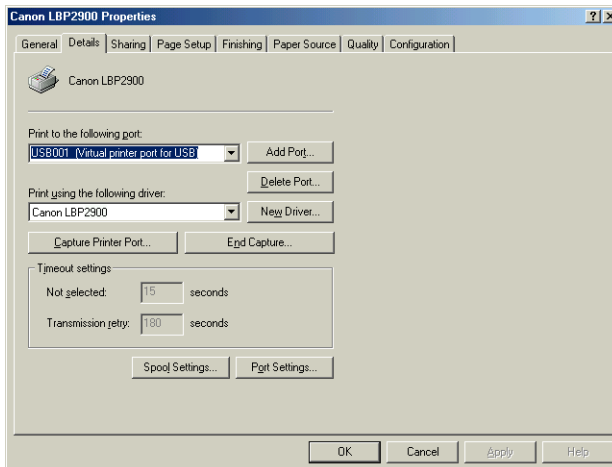 Canon LBP2900 Properties
General Details Sharing Page Setup Finishing Paper Source Quality Configuration
Canon LBP2900
Print to the following port:
USB001 (Virtual printer port for USB) Add Port...
Delete Port...
Print using the following driver:
Canon LBP2900 New Driver...
Capture Printer Port... End Capture...
Timeout settings
Not selected: 15 seconds
Transmission retry: 180 seconds
Spool Settings... Port Settings...
OK Cancel Apply Help